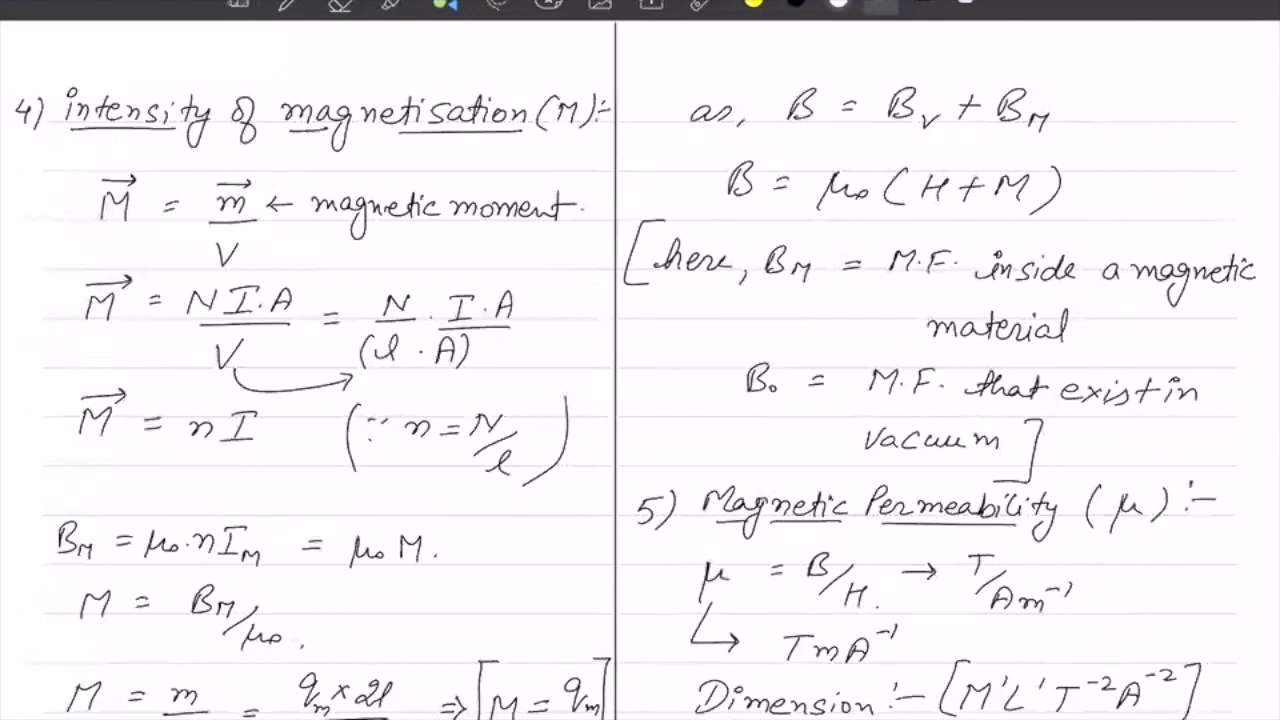 4) intensity of magnetisation (M):-
M = m ← magnetic moment.
V
M = N I.A / V = N / (l . I.A A)
M = nI (∵ n = N/l)
BM = μ0.nIM = μ0 M.
M = BM/μ0.
M = m = qm × 2l ⇒ [M = qm]
as, B = BV + BM
B = μ0 (H + M)
[here, BM = M.F. inside a magnetic
material
B0 = M.F. that exist in
vacuum]
5) Magnetic Permeability (μ) :-
μ = B/H. → T/Am⁻¹
↳ TmA⁻¹
Dimension :- [M¹L¹T⁻²A⁻²]